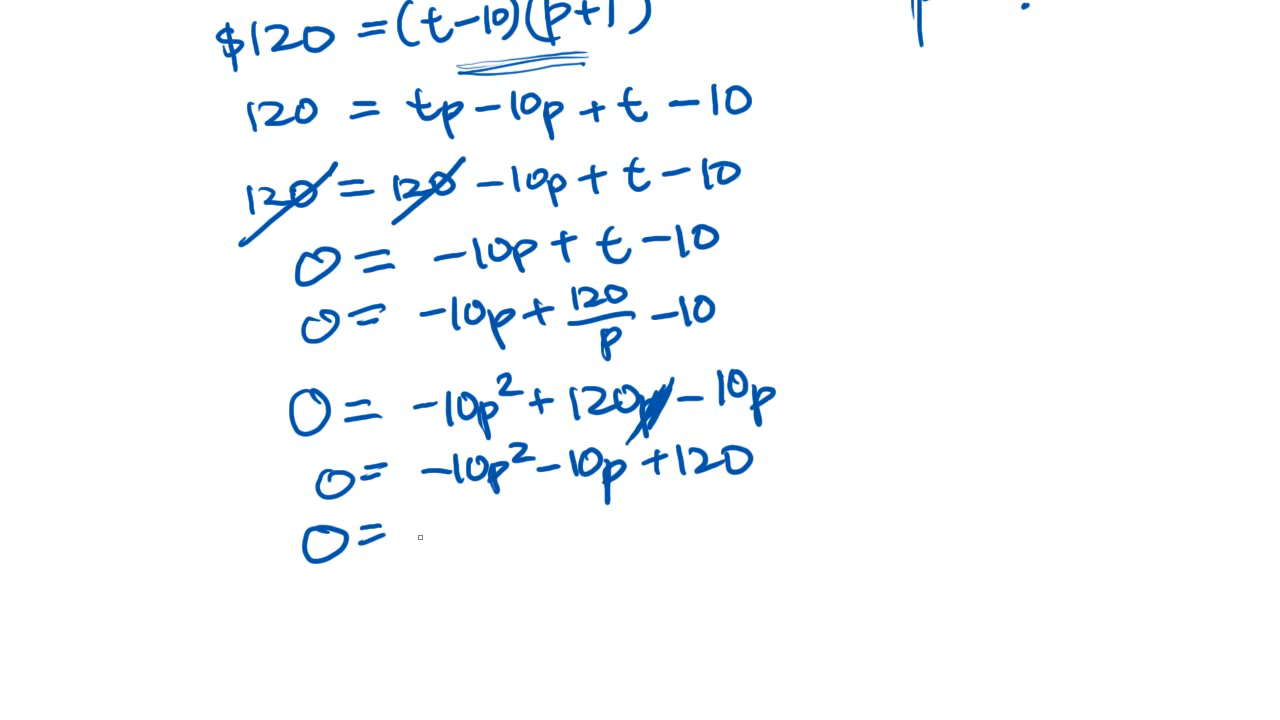 $120 = (t-10)(p+1)
120 = tp - 10p + t - 10
120 = 120 - 10p + t - 10
0 = -10p + t - 10
0 = -10p + 120/p - 10
0 = -10p² + 120p - 10p
0 = -10p² - 10p + 120
0 =